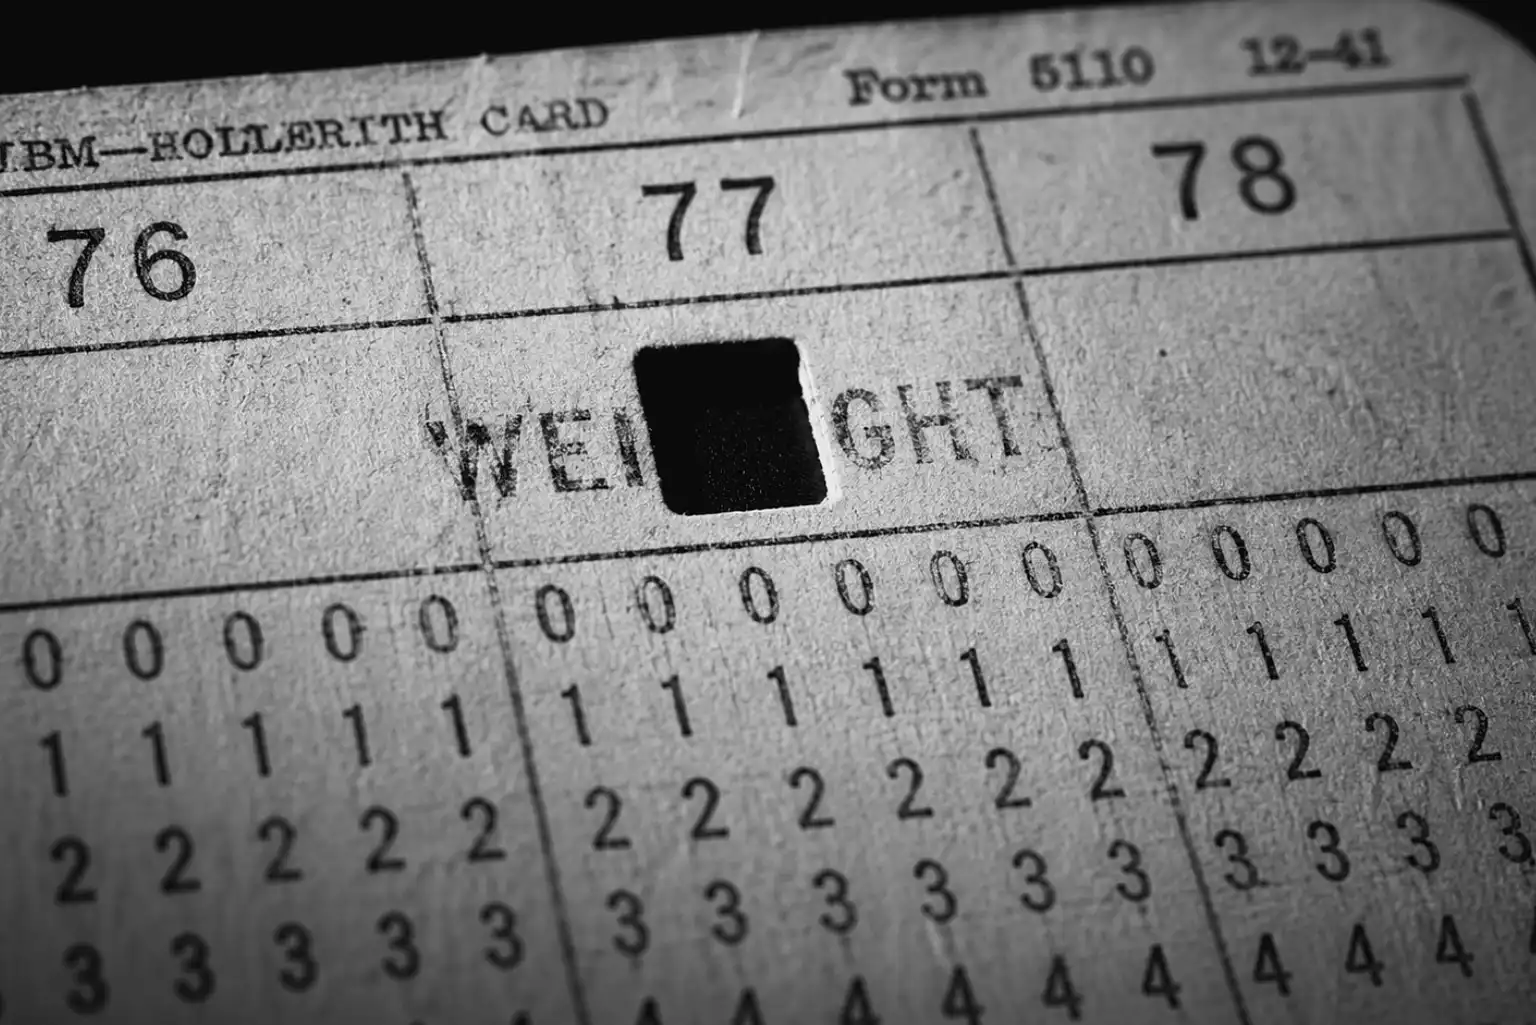 IBM—HOLLERITH CARD Form 5110 12—41
76 77 78
WEI GHT
0 0 0 0 0 0 0 0 0 0 0 0 0 0 0 0
1 1 1 1 1 1 1 1 1 1 1 1 1 1 1 1
2 2 2 2 2 2 2 2 2 2 2 2 2 2 2
3 3 3 3 3 3 3 3 3 3 3 3 3 3 3
4 4 4 4 4 4 4 4 4